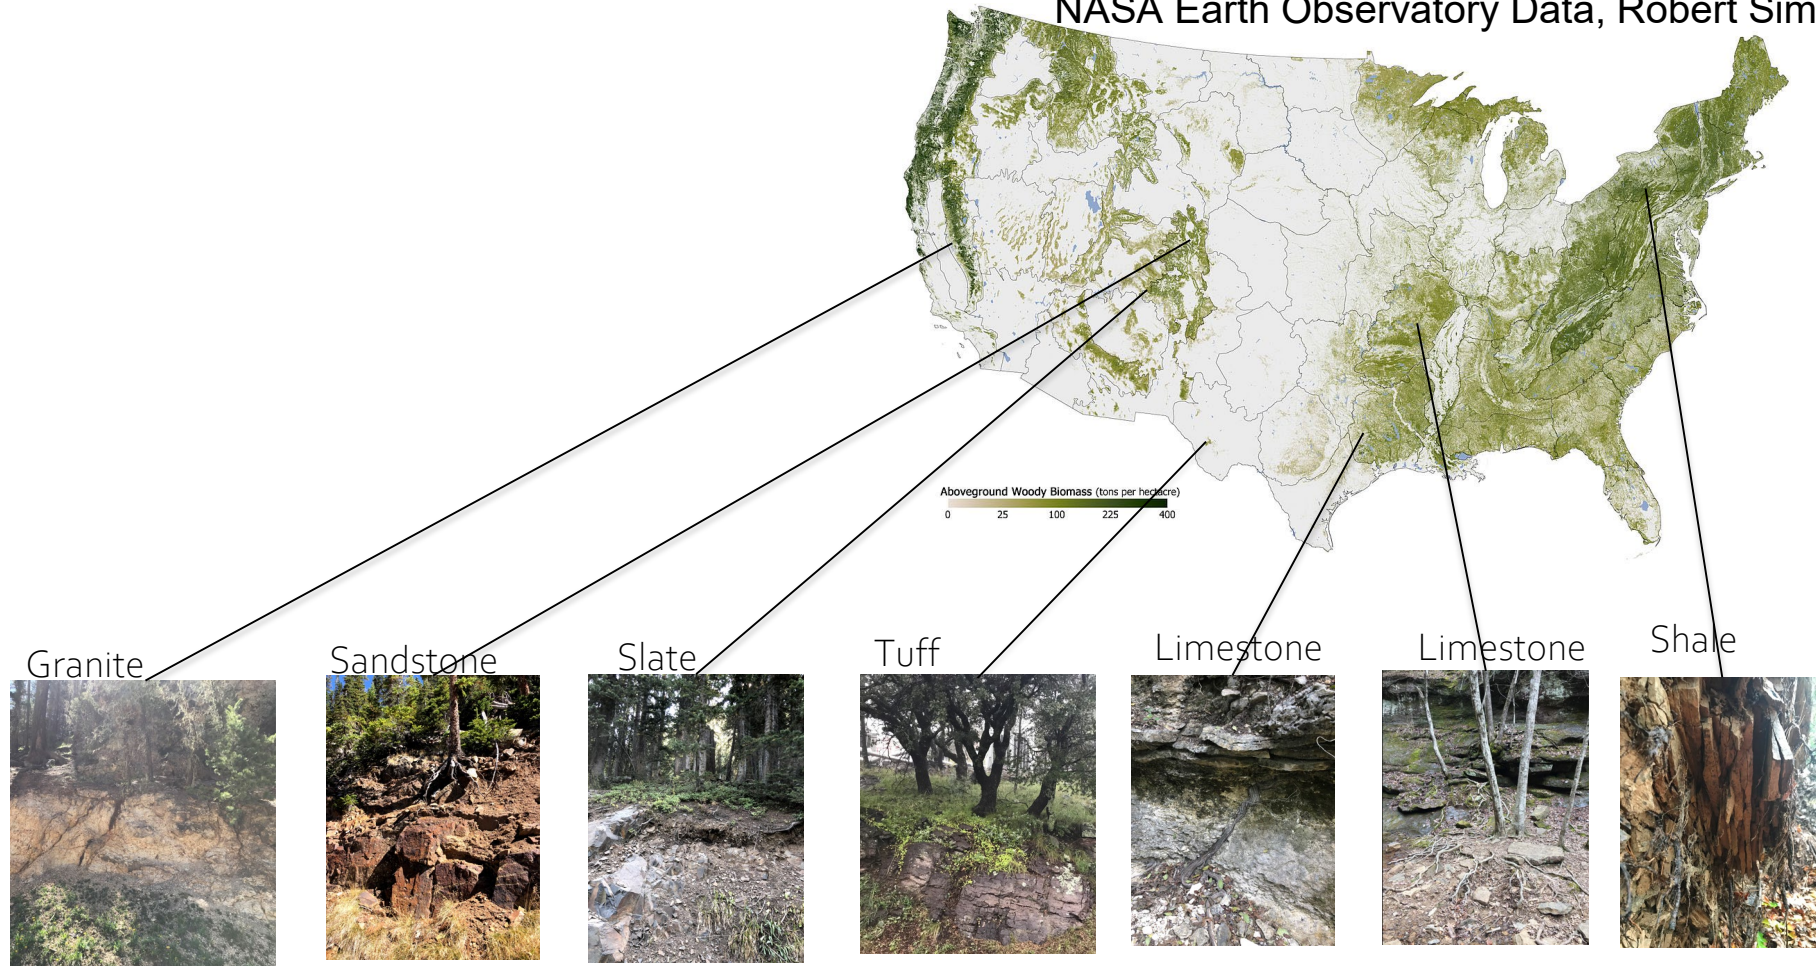 NASA Earth Observatory Data, Robert Sim
Aboveground Woody Biomass (tons per hectacre)
0 25 100 225 400
Granite
Sandstone
Slate
Tuff
Limestone
Limestone
Shale